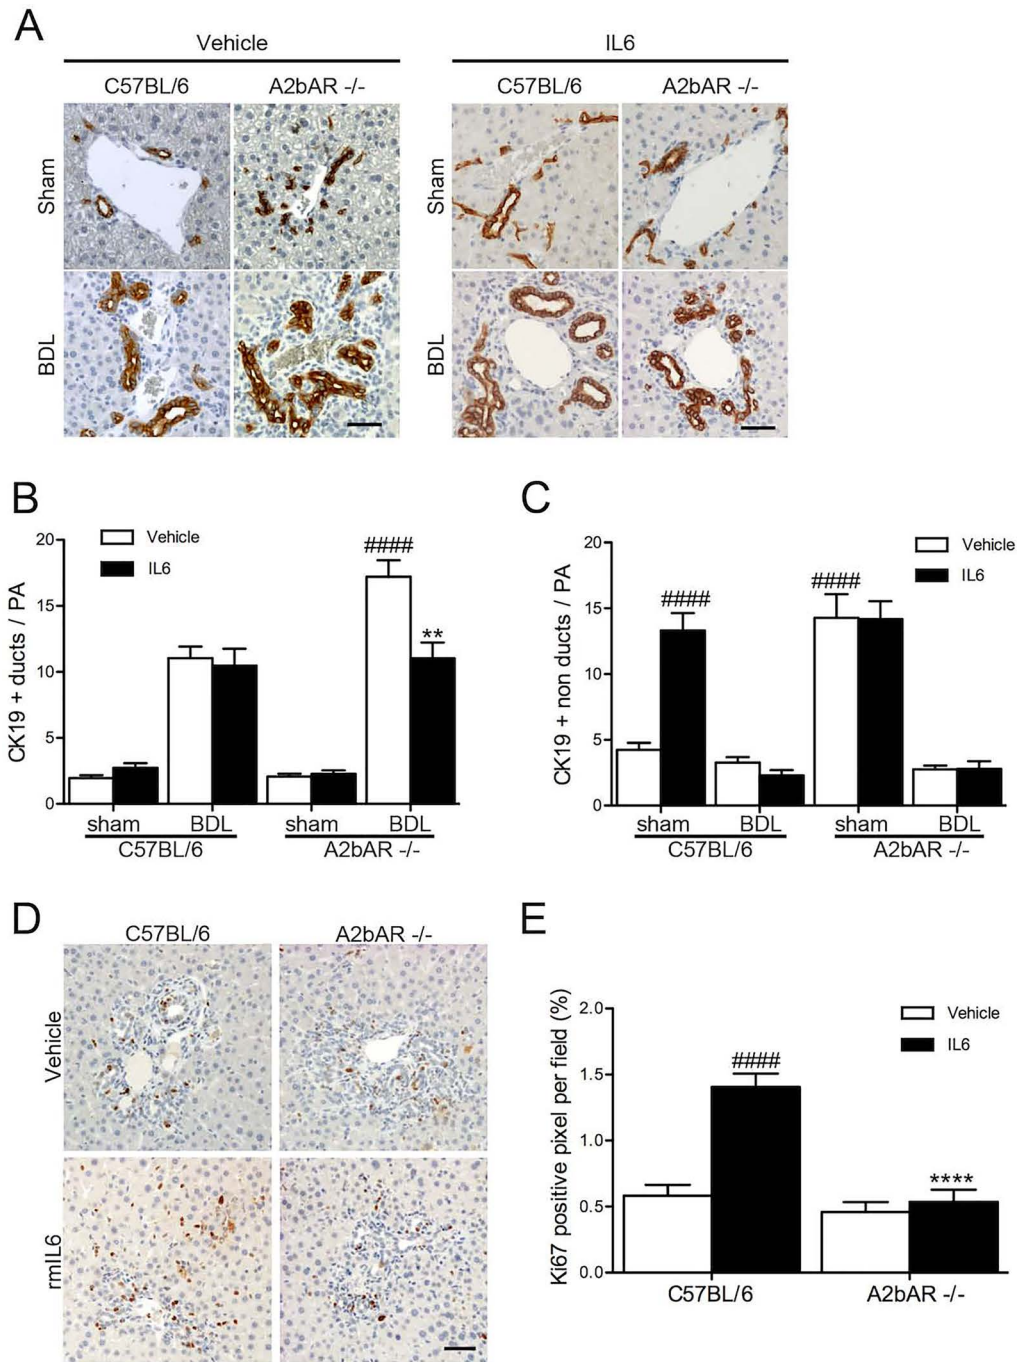 A
Vehicle
IL6
C57BL/6
A2bAR -/-
C57BL/6
A2bAR -/-
Sham
Sham
BDL
BDL
B
CK19 + ducts / PA
20
15
10
5
0
Vehicle
IL6
####
**
sham
BDL
sham
BDL
C57BL/6
A2bAR -/-
C
CK19 + non ducts / PA
20
15
10
5
0
Vehicle
IL6
####
####
sham
BDL
sham
BDL
C57BL/6
A2bAR -/-
D
C57BL/6
A2bAR -/-
Vehicle
rmIL6
E
Ki67 positive pixel per field (%)
2.0
1.5
1.0
0.5
0.0
Vehicle
IL6
####
****
C57BL/6
A2bAR -/-